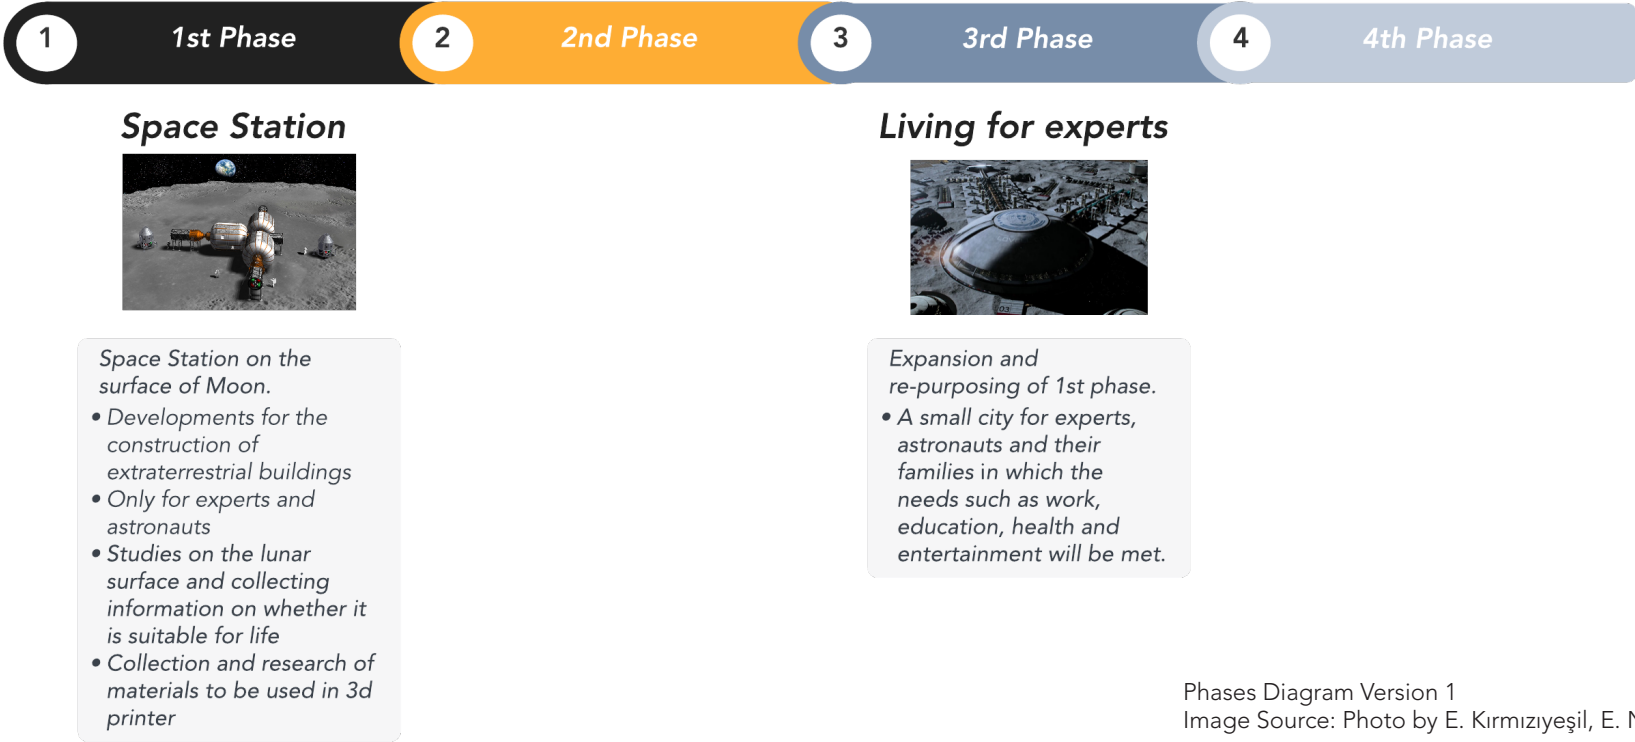 1 1st Phase 2 2nd Phase 3 3rd Phase 4 4th Phase
Space Station
Space Station on the
surface of Moon.
• Developments for the
construction of
extraterrestrial buildings
• Only for experts and
astronauts
• Studies on the lunar
surface and collecting
information on whether it
is suitable for life
• Collection and research of
materials to be used in 3d
printer
Living for experts
03
Expansion and
re-purposing of 1st phase.
• A small city for experts,
astronauts and their
families in which the
needs such as work,
education, health and
entertainment will be met.
Phases Diagram Version 1
Image Source: Photo by E. Kırmızıyeşil, E. N